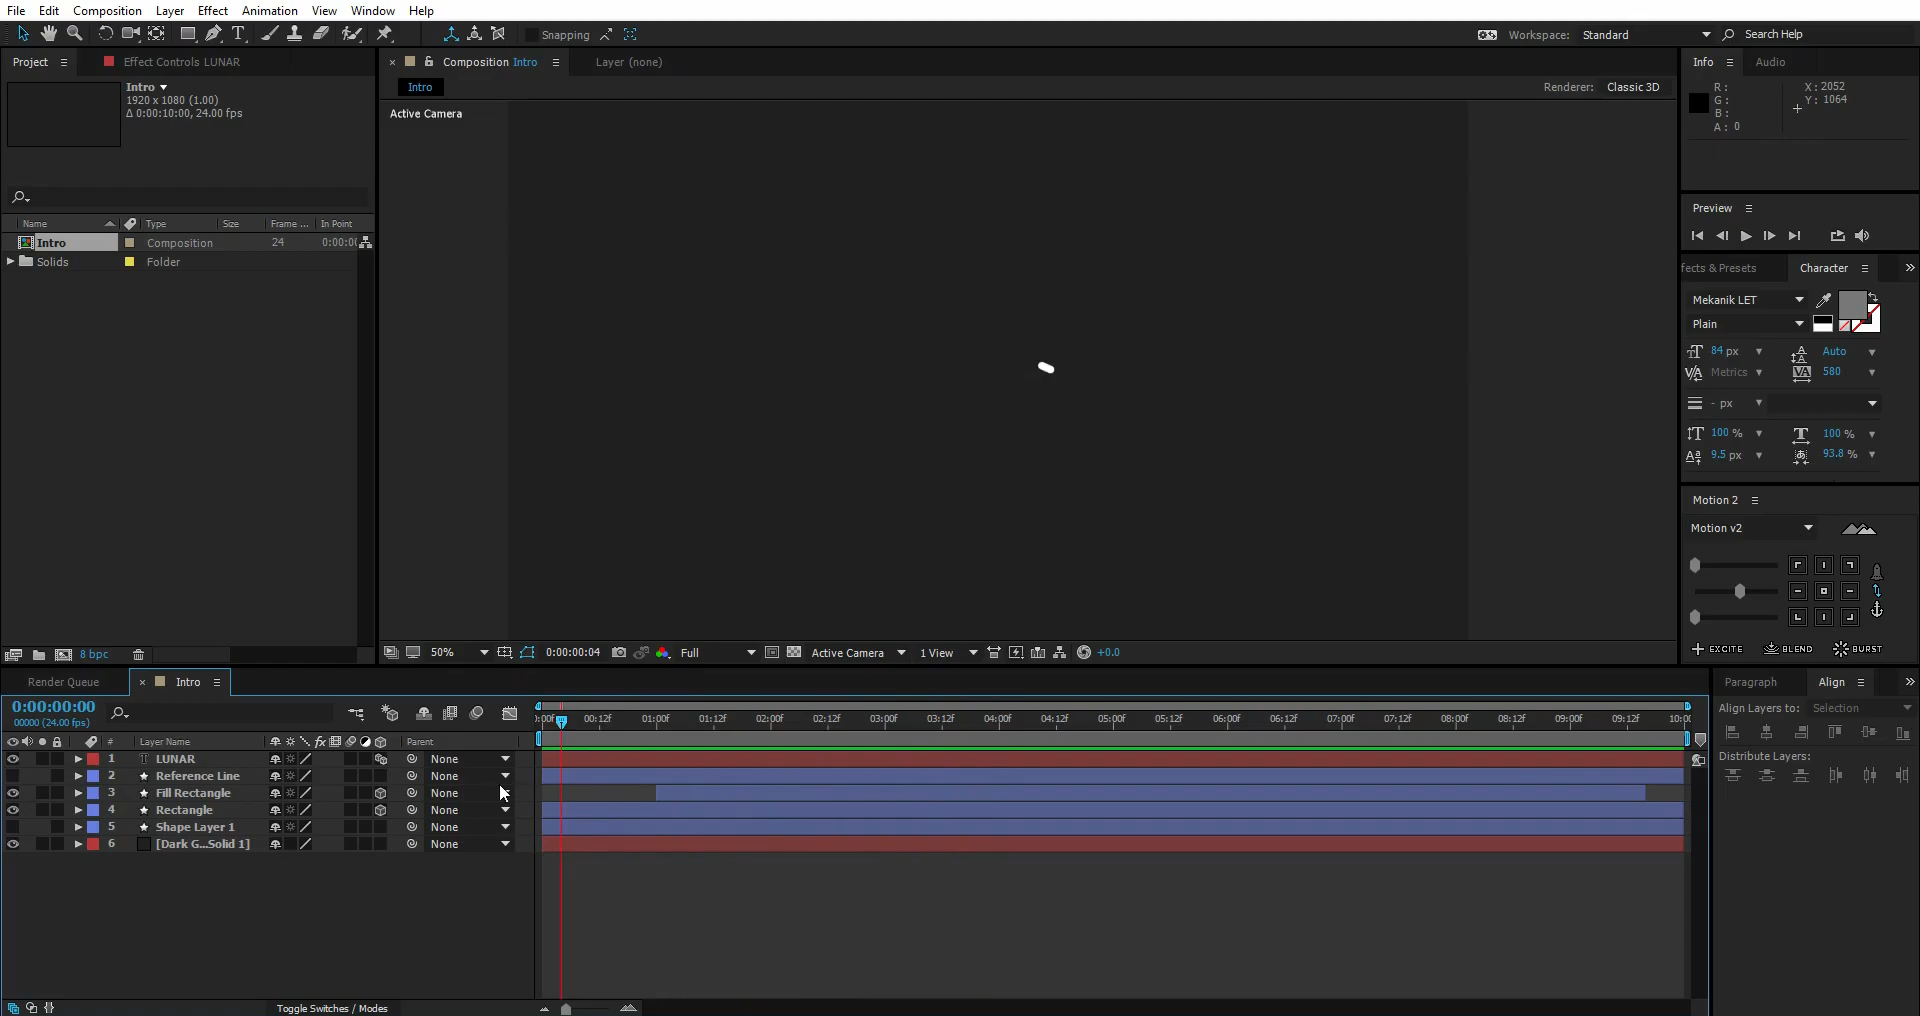 File Edit Composition Layer Effect Animation View Window Help
Snapping
Workspace: Standard
Search Help
Project
Effect Controls LUNAR
Intro
1920 x 1080 (1.00)
Δ 0:00:10:00, 24.00 fps
Name Type Size Frame ... In Point
Intro Composition 24 0:00:0
Solids Folder
8 bpc
Composition Intro
Layer (none)
Intro
Renderer: Classic 3D
Active Camera
50% 0:00:00:04 Full Active Camera 1 View +0.0
Info Audio
R :
G :
B :
A : 0
X : 2052
Y : 1064
Preview
fects & Presets Character
Mekanik LET
Plain
84 px Auto
Metrics 580
- px
100 % 100 %
9.5 px 93.8 %
Motion 2
Motion v2
EXCITE BLEND BURST
Render Queue Intro
0:00:00:00
00000 (24.00 fps)
:00f 00:12f 01:00f 01:12f 02:00f 02:12f 03:00f 03:12f 04:00f 04:12f 05:00f 05:12f 06:00f 06:12f 07:00f 07:12f 08:00f 08:12f 09:00f 09:12f 10:0
# Layer Name fx Parent
1 T LUNAR None
2 Reference Line None
3 Fill Rectangle None
4 Rectangle None
5 Shape Layer 1 None
6 [Dark G...Solid 1] None
Toggle Switches / Modes
Paragraph Align
Align Layers to: Selection
Distribute Layers: